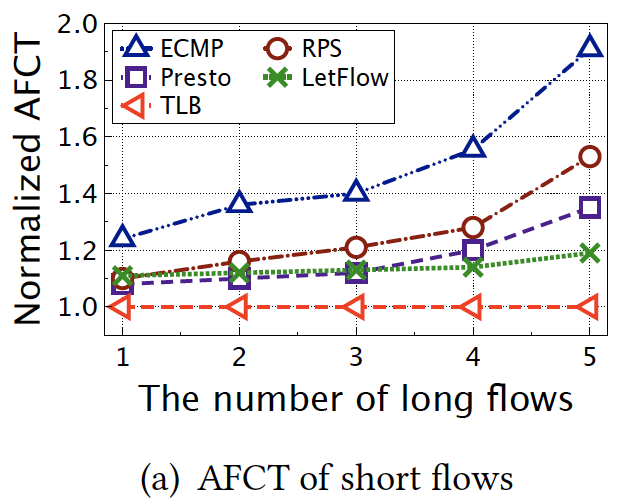 Normalized AFCT
2.0
1.8
1.6
1.4
1.2
1.0
ECMP
RPS
Presto
LetFlow
TLB
1 2 3 4 5
The number of long flows
(a) AFCT of short flows